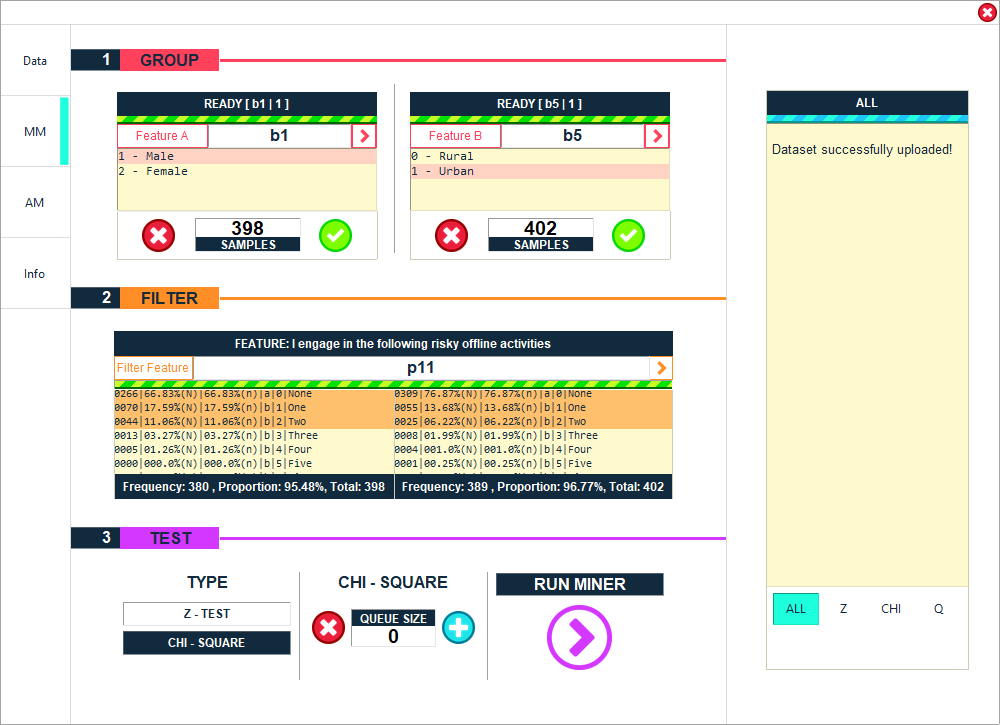 Data
MM
AM
Info
1 GROUP
READY [ b1 | 1 ]
Feature A b1
1 - Male
2 - Female
398
SAMPLES
READY [ b5 | 1 ]
Feature B b5
0 - Rural
1 - Urban
402
SAMPLES
2 FILTER
FEATURE: I engage in the following risky offline activities
Filter Feature p11
0266|66.83%(N)|66.83%(n)|a|0|None
0070|17.59%(N)|17.59%(n)|b|1|One
0044|11.06%(N)|11.06%(n)|b|2|Two
0013|03.27%(N)|03.27%(n)|b|3|Three
0005|01.26%(N)|01.26%(n)|b|4|Four
0000|000.0%(N)|000.0%(n)|b|5|Five
Frequency: 380 , Proportion: 95.48%, Total: 398
0309|76.87%(N)|76.87%(n)|a|0|None
0055|13.68%(N)|13.68%(n)|b|1|One
0025|06.22%(N)|06.22%(n)|b|2|Two
0008|01.99%(N)|01.99%(n)|b|3|Three
0004|001.0%(N)|001.0%(n)|b|4|Four
0001|00.25%(N)|00.25%(n)|b|5|Five
Frequency: 389 , Proportion: 96.77%, Total: 402
3 TEST
TYPE
Z - TEST
CHI - SQUARE
CHI - SQUARE
QUEUE SIZE
0
RUN MINER
ALL
Dataset successfully uploaded!
ALL Z CHI Q